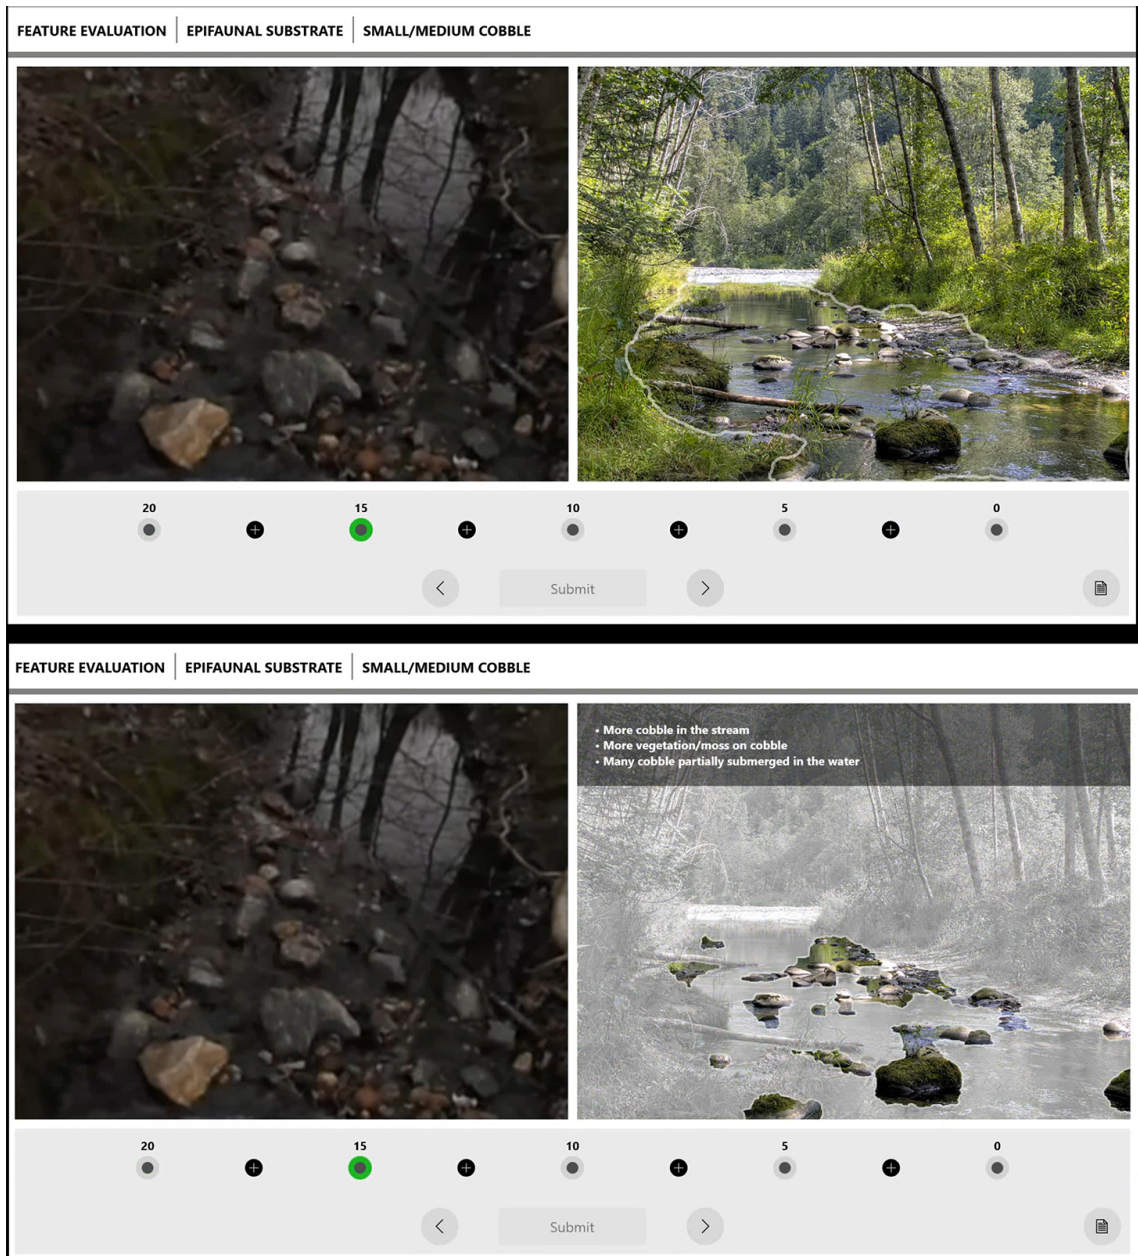 FEATURE EVALUATION | EPIFAUNAL SUBSTRATE | SMALL/MEDIUM COBBLE
20 15 10 5 0
Submit
FEATURE EVALUATION | EPIFAUNAL SUBSTRATE | SMALL/MEDIUM COBBLE
• More cobble in the stream
• More vegetation/moss on cobble
• Many cobble partially submerged in the water
20 15 10 5 0
Submit